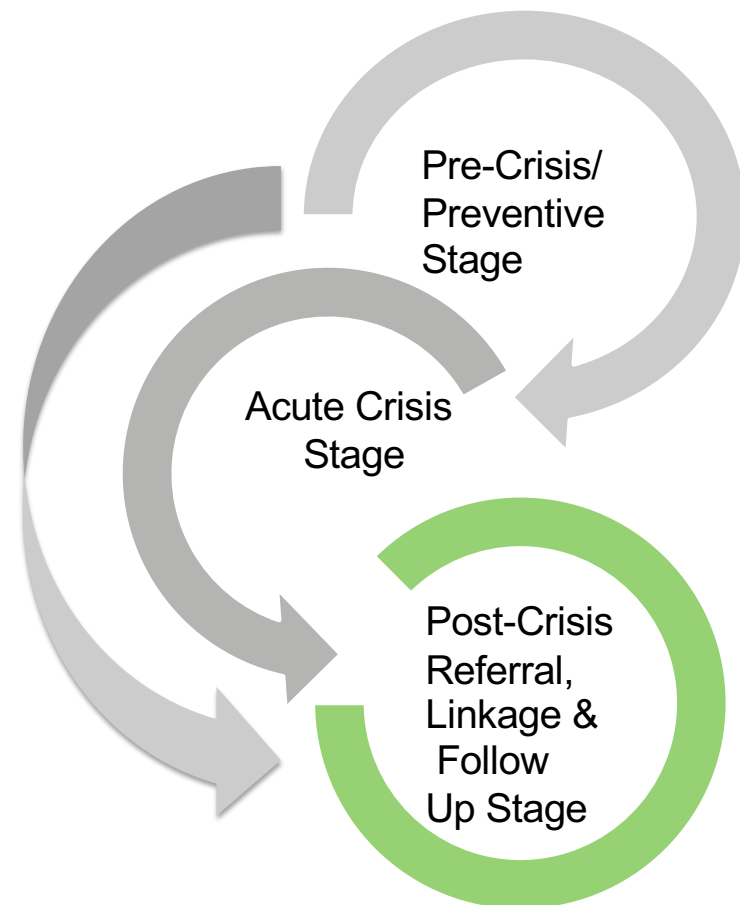 Pre-Crisis/
Preventive
Stage
Acute Crisis
Stage
Post-Crisis
Referral,
Linkage &
Follow
Up Stage